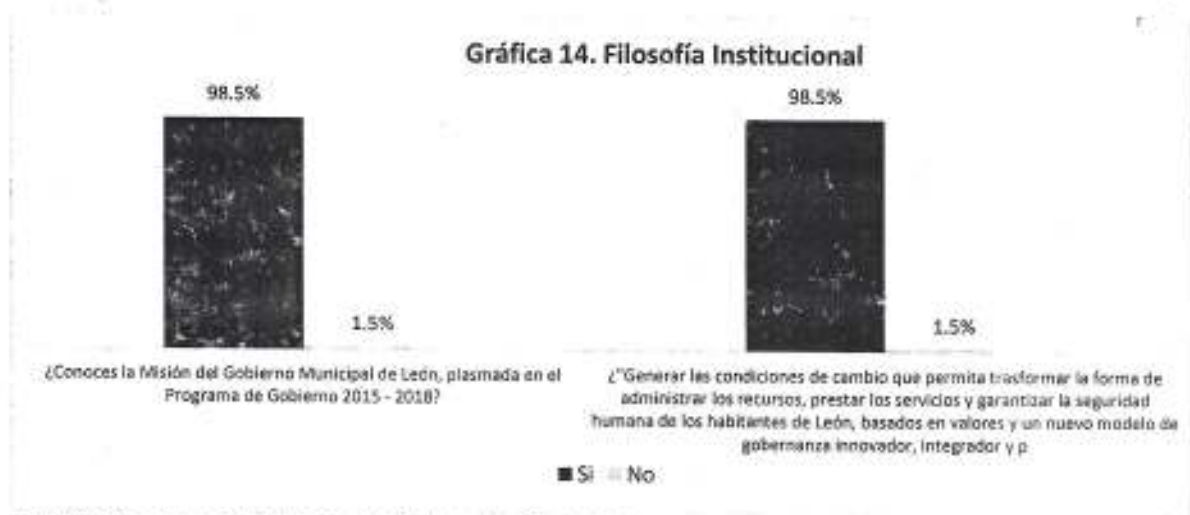 Gráfica 14. Filosofía Institucional
98.5%
1.5%
¿Conoces la Misión del Gobierno Municipal de León, plasmada en el
Programa de Gobierno 2015 - 2018?
98.5%
1.5%
¿"Generar las condiciones de cambio que permita trasformar la forma de
administrar los recursos, prestar los servicios y garantizar la seguridad
humana de los habitantes de León, basados en valores y un nuevo modelo de
gobernanza innovador, integrador y p
Si No